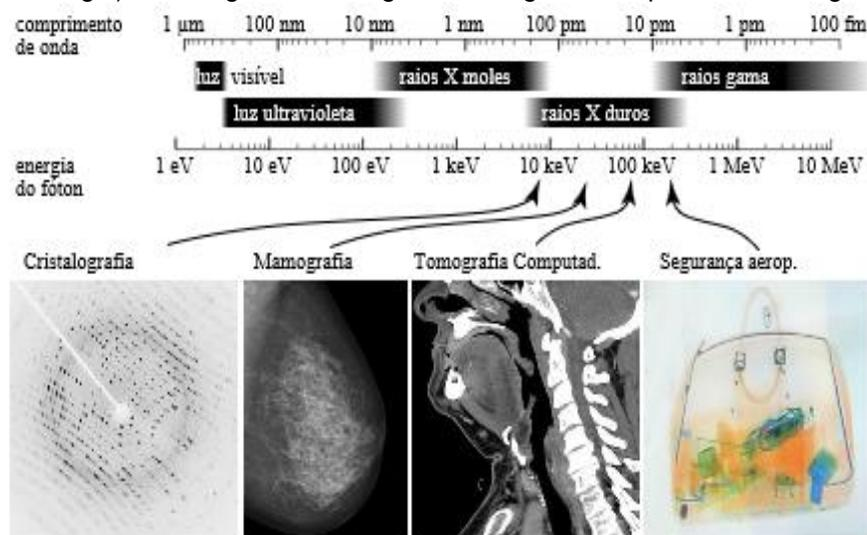 comprimento de onda 1 μm 100 nm 10 nm 1 nm 100 pm 10 pm 1 pm 100 fm
luz visível raios X moles raios gama
luz ultravioleta raios X duros
energia do fóton 1 eV 10 eV 100 eV 1 keV 10 keV 100 keV 1 MeV 10 MeV
Cristalografia Mamografia Tomografia Computad. Segurança aerop.